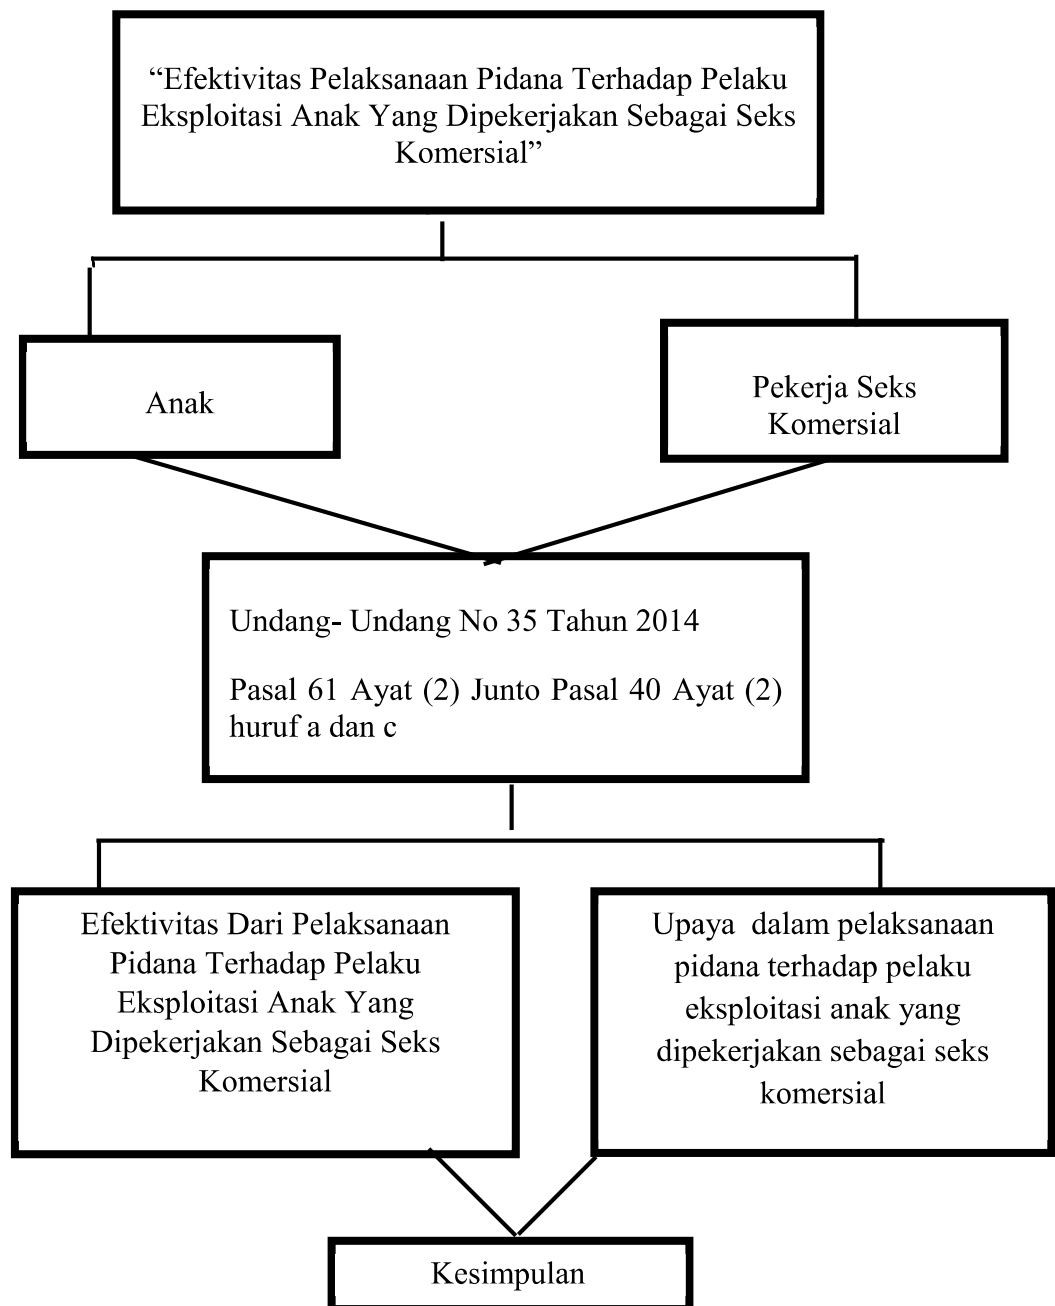 “Efektivitas Pelaksanaan Pidana Terhadap Pelaku
Eksploitasi Anak Yang Dipekerjakan Sebagai Seks
Komersial”
Anak
Pekerja Seks
Komersial
Undang- Undang No 35 Tahun 2014
Pasal 61 Ayat (2) Junto Pasal 40 Ayat (2)
huruf a dan c
Efektivitas Dari Pelaksanaan
Pidana Terhadap Pelaku
Eksploitasi Anak Yang
Dipekerjakan Sebagai Seks
Komersial
Upaya dalam pelaksanaan
pidana terhadap pelaku
eksploitasi anak yang
dipekerjakan sebagai seks
komersial
Kesimpulan